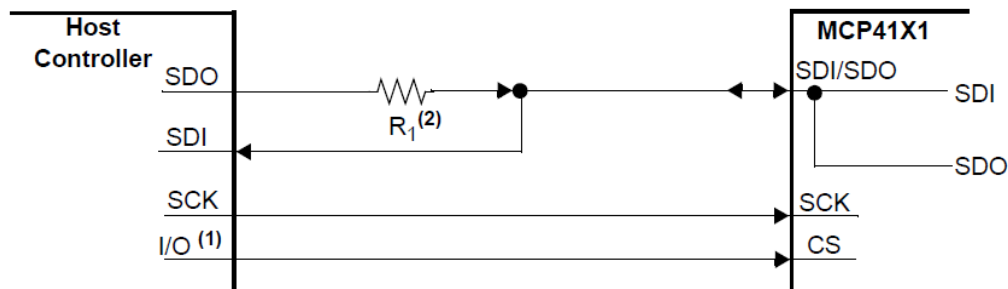 Host
Controller
MCP41X1
SDO
SDI/SDO
SDI
R1(2)
SDI
SDO
SCK
SCK
I/O (1)
CS